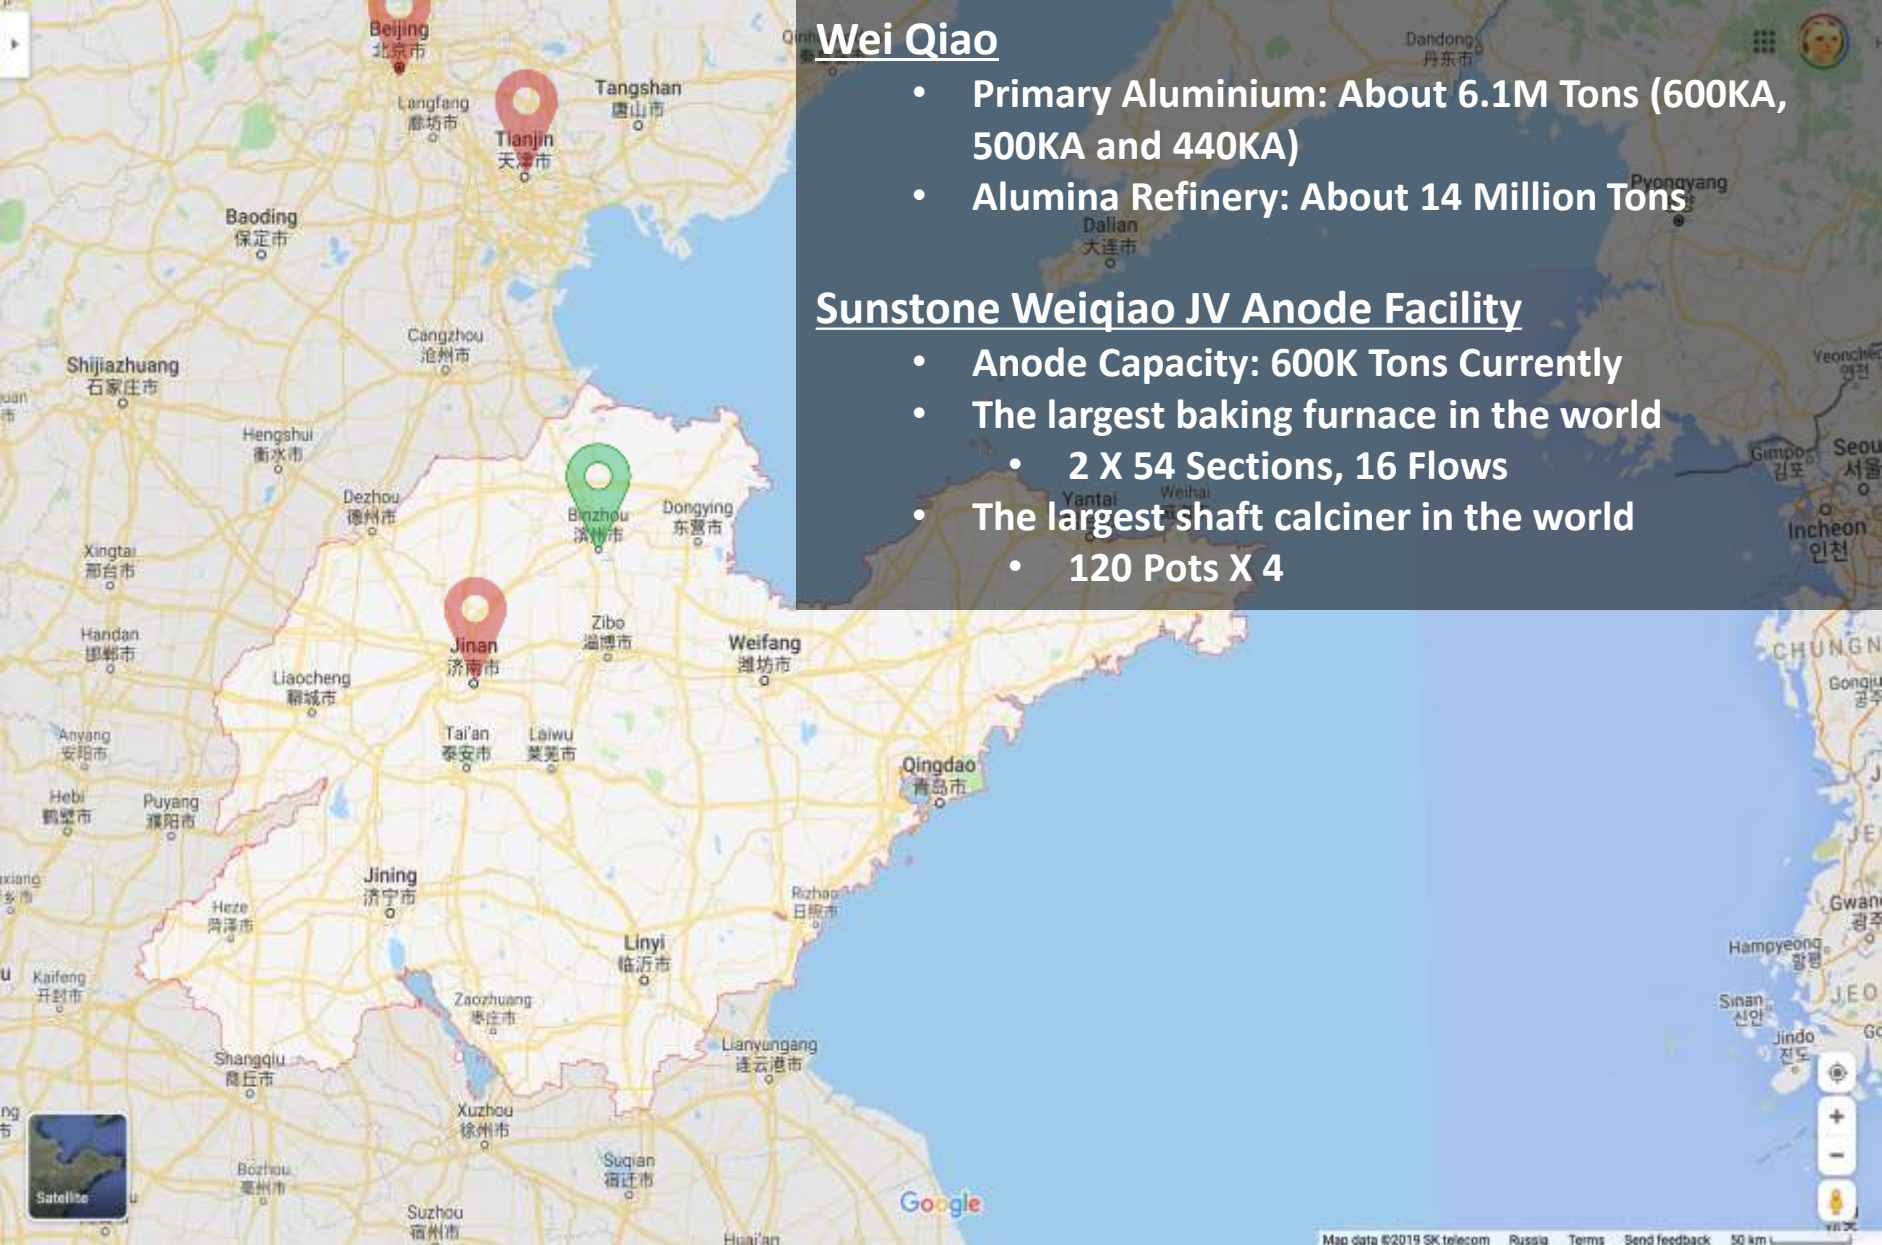 Wei Qiao
• Primary Aluminium: About 6.1M Tons (600KA,
500KA and 440KA)
• Alumina Refinery: About 14 Million Tons
Sunstone Weiqiao JV Anode Facility
• Anode Capacity: 600K Tons Currently
• The largest baking furnace in the world
• 2 X 54 Sections, 16 Flows
• The largest shaft calciner in the world
• 120 Pots X 4
Beijing
北京市
Langfang
廊坊市
Tianjin
天津市
Tangshan
唐山市
Dandong
丹东市
Pyongyang
Dalian
大连市
Baoding
保定市
Cangzhou
沧州市
Shijiazhuang
石家庄市
Hengshui
衡水市
Dezhou
德州市
Binzhou
滨州市
Dongying
东营市
Yantai
Weihai
Gimpo
김포
Incheon
인천
Xingtai
邢台市
Handan
邯郸市
Jinan
济南市
Zibo
淄博市
Weifang
潍坊市
Liaocheng
聊城市
Tai'an
泰安市
Laiwu
莱芜市
Anyang
安阳市
Hebi
鹤壁市
Puyang
濮阳市
Qingdao
青岛市
Jining
济宁市
Heze
菏泽市
Rizhao
日照市
Linyi
临沂市
Kaifeng
开封市
Zaozhuang
枣庄市
Shangqiu
商丘市
Lianyungang
连云港市
Xuzhou
徐州市
Bozhou
亳州市
Suqian
宿迁市
Suzhou
宿州市
Huai'an
CHUNGN
Hampyeong
함평
Sinan
신안
Jindo
진도
Satellite
Google
Map data ©2019 SK telecom Russia Terms Send feedback 50 km